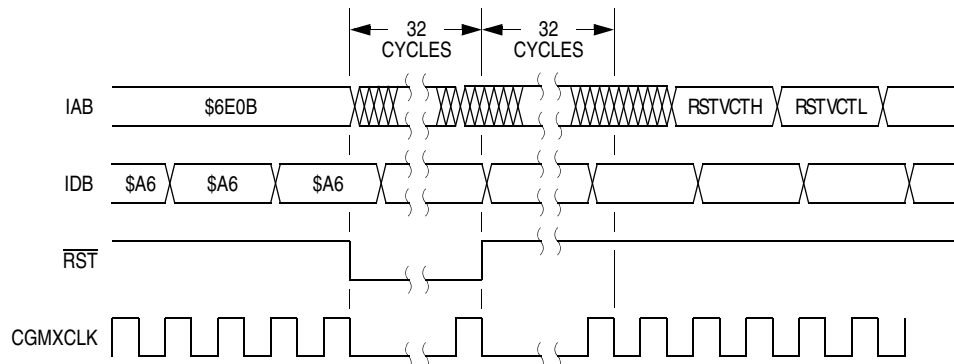 32
CYCLES
32
CYCLES
IAB
$6E0B
RSTVCTH
RSTVCTL
IDB
$A6
$A6
$A6
RST
CGMXCLK